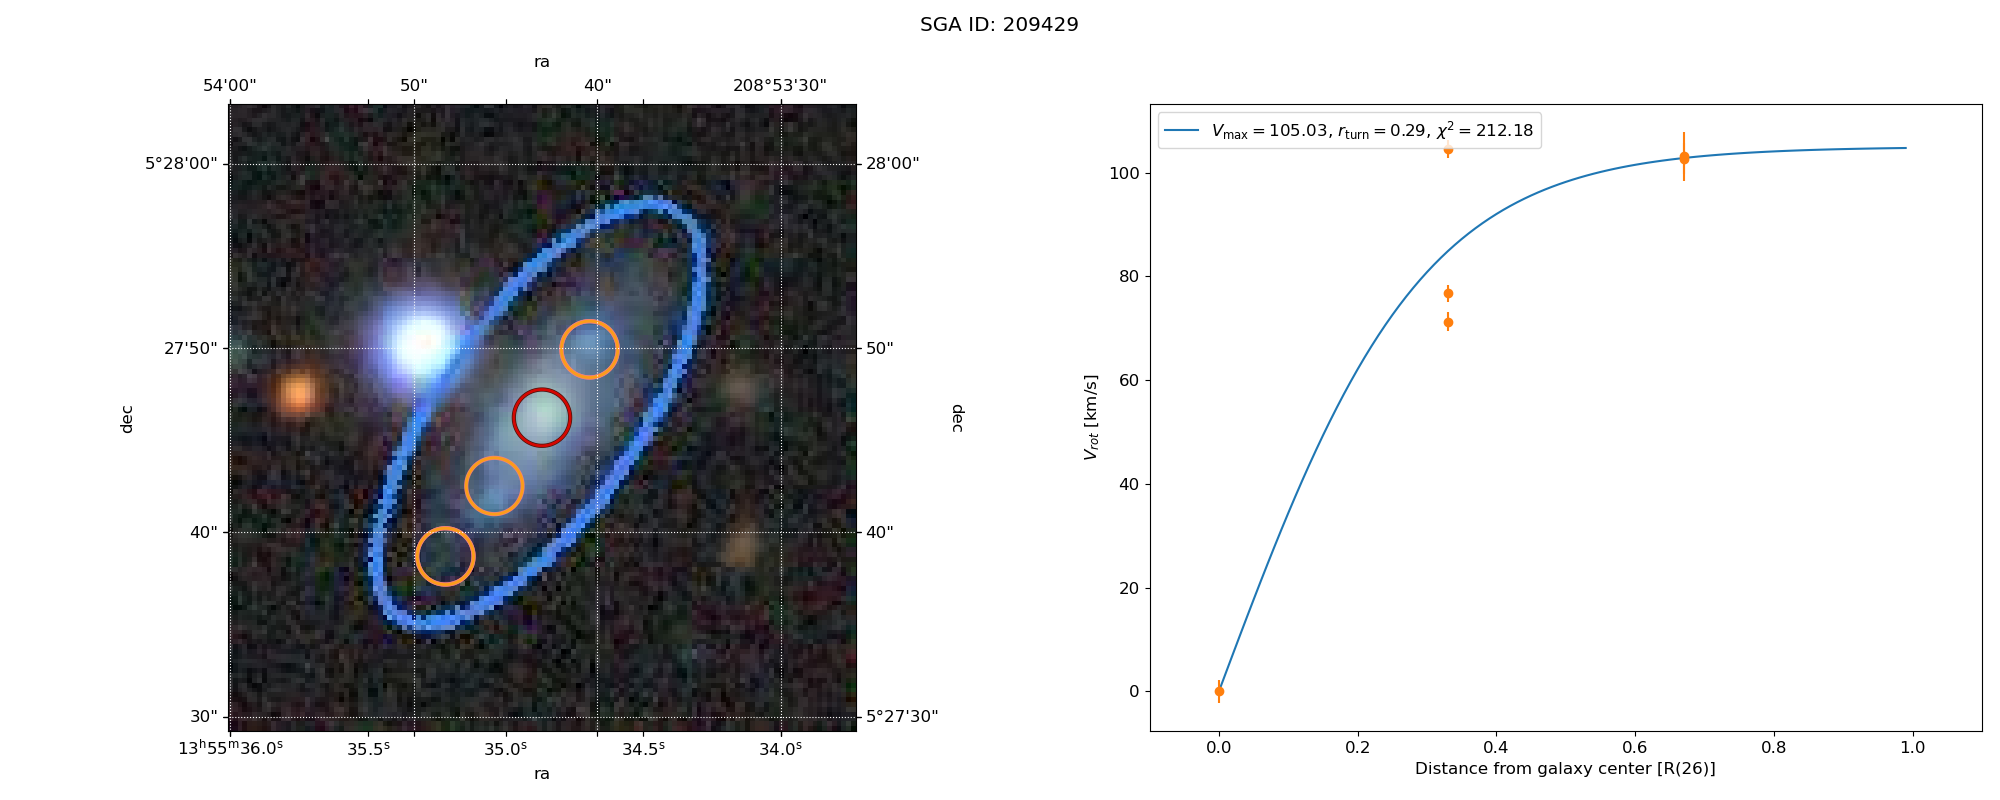 SGA ID: 209429
ra
54'00" 50" 40" 208°53'30"
5°28'00" 28'00"
27'50" 50"
dec dec
40" 40"
30" 5°27'30"
13ʰ55ᵐ36.0ˢ 35.5ˢ 35.0ˢ 34.5ˢ 34.0ˢ
ra
V_max = 105.03, r_turn = 0.29, χ² = 212.18
100
80
60
40
20
0
V_rot [km/s]
0.0 0.2 0.4 0.6 0.8 1.0
Distance from galaxy center [R(26)]